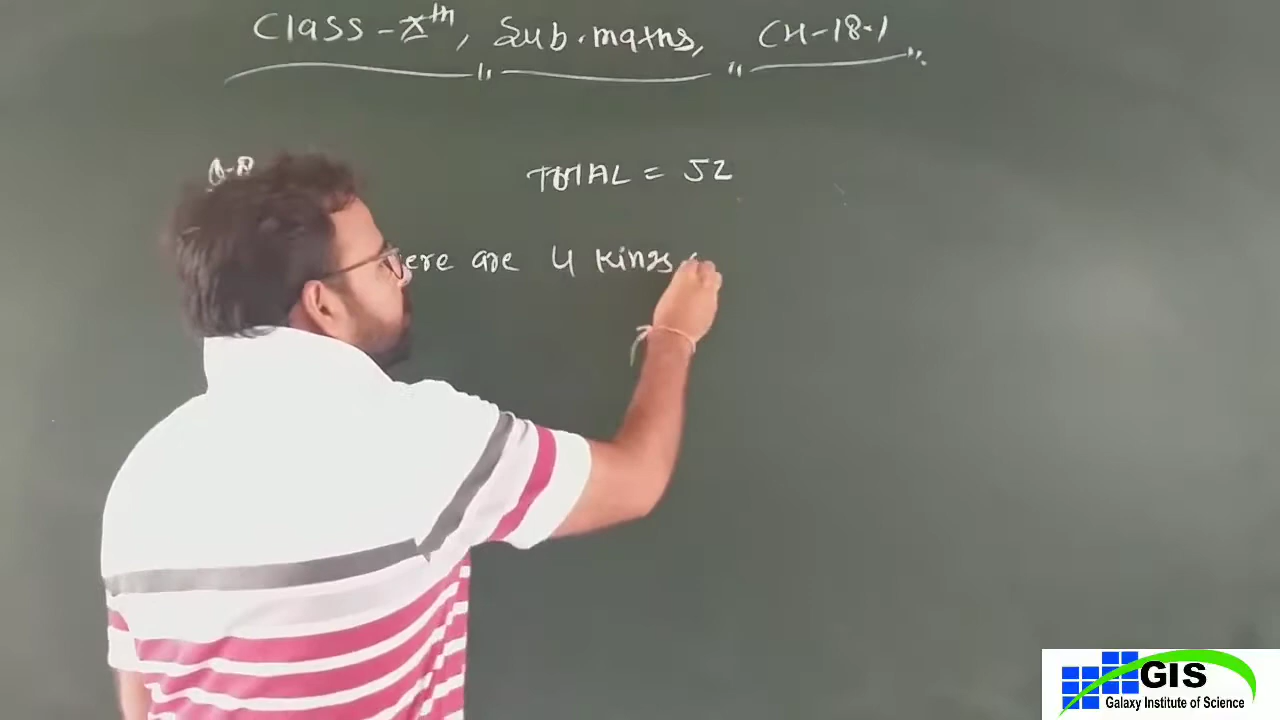 Class-Xth, Sub. maths, CH-18.1
TOTAL = 52
ere are 4 kings
GIS
Galaxy Institute of Science